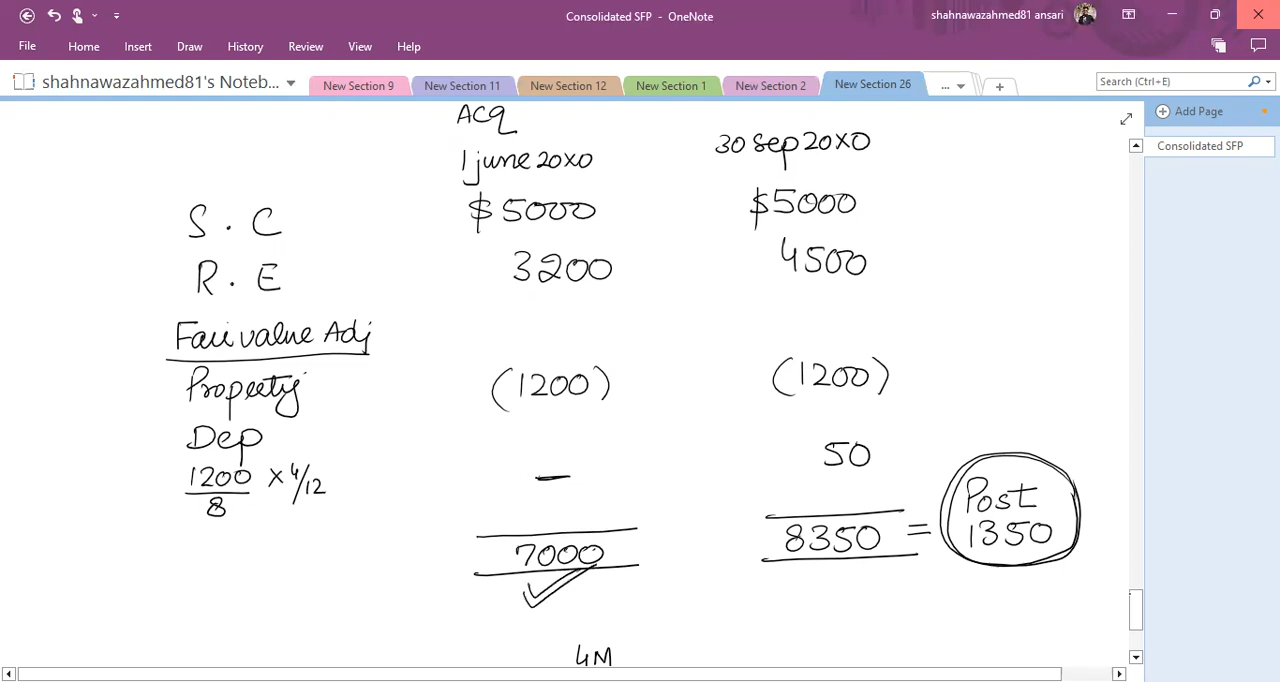 Consolidated SFP - OneNote
shahnawazahmed81 ansari
File Home Insert Draw History Review View Help
shahnawazahmed81's Noteb... New Section 9 New Section 11 New Section 12 New Section 1 New Section 2 New Section 26 ... Search (Ctrl+E)
Add Page
Consolidated SFP
ACQ
1 june 20X0 30 Sep 20X0
S.C $5000 $5000
R.E 3200 4500
Fair value Adj
Property (1200) (1200)
Dep
1200/8 X 4/12 — 50
7000 8350 = Post 1350
4M